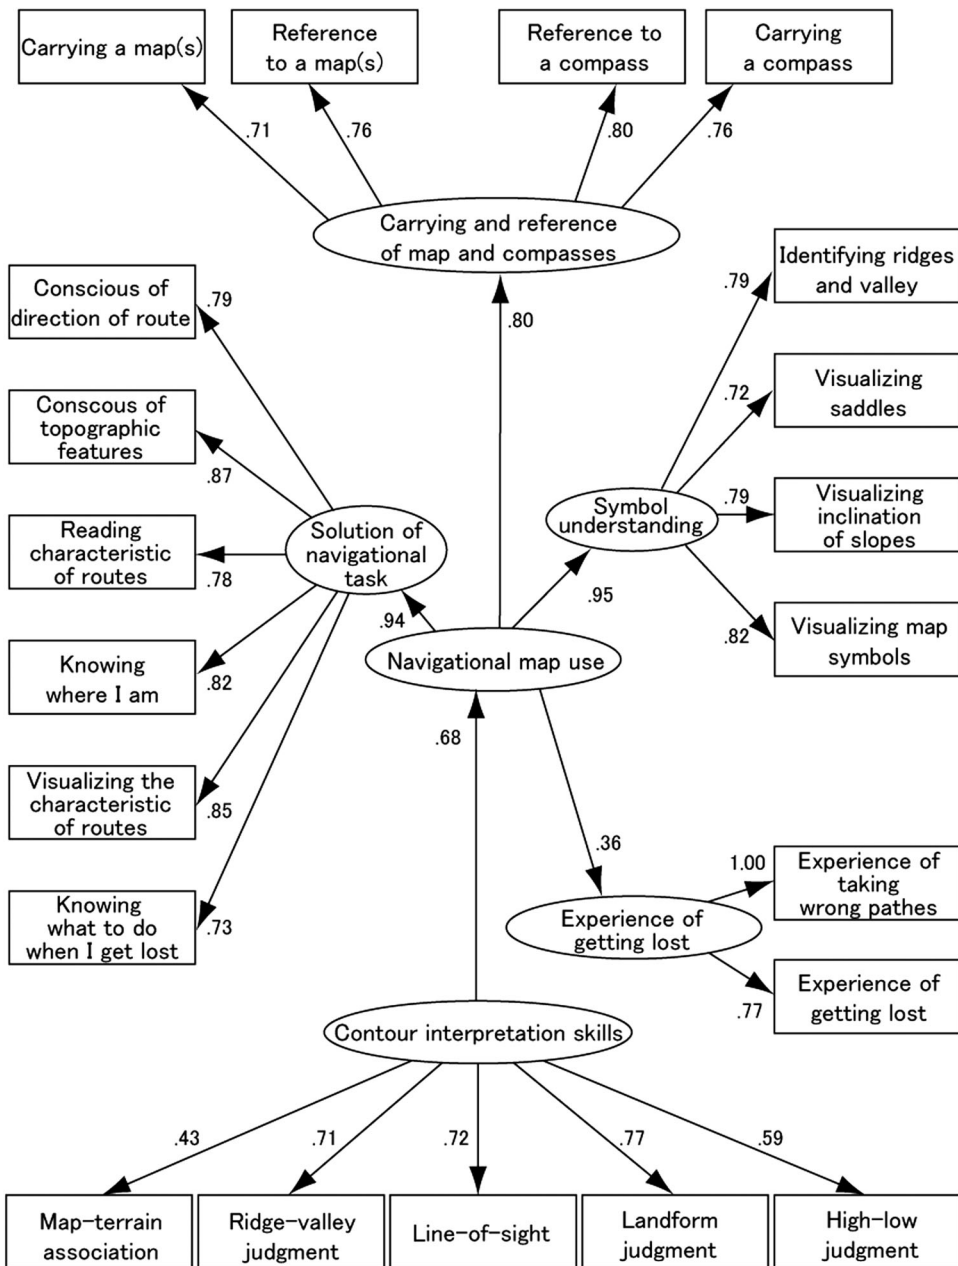 Carrying a map(s)
Reference
to a map(s)
Reference to
a compass
Carrying
a compass
.71
.76
.80
.76
Carrying and reference
of map and compasses
Conscious of
direction of route
.79
.80
.79
Identifying ridges
and valley
Conscous of
topographic
features
.87
.72
Visualizing
saddles
Reading
characteristic
of routes
.78
Solution of
navigational
task
Symbol
understanding
.79
Visualizing
inclination
of slopes
.94
.95
Knowing
where I am
.82
Navigational map use
.82
Visualizing map
symbols
.68
Visualizing the
characteristic
of routes
.85
.36
Knowing
what to do
when I get lost
.73
Experience of
getting lost
1.00
Experience of
taking
wrong pathes
.77
Experience of
getting lost
Contour interpretation skills
.43
.71
.72
.77
.59
Map-terrain
association
Ridge-valley
judgment
Line-of-sight
Landform
judgment
High-low
judgment